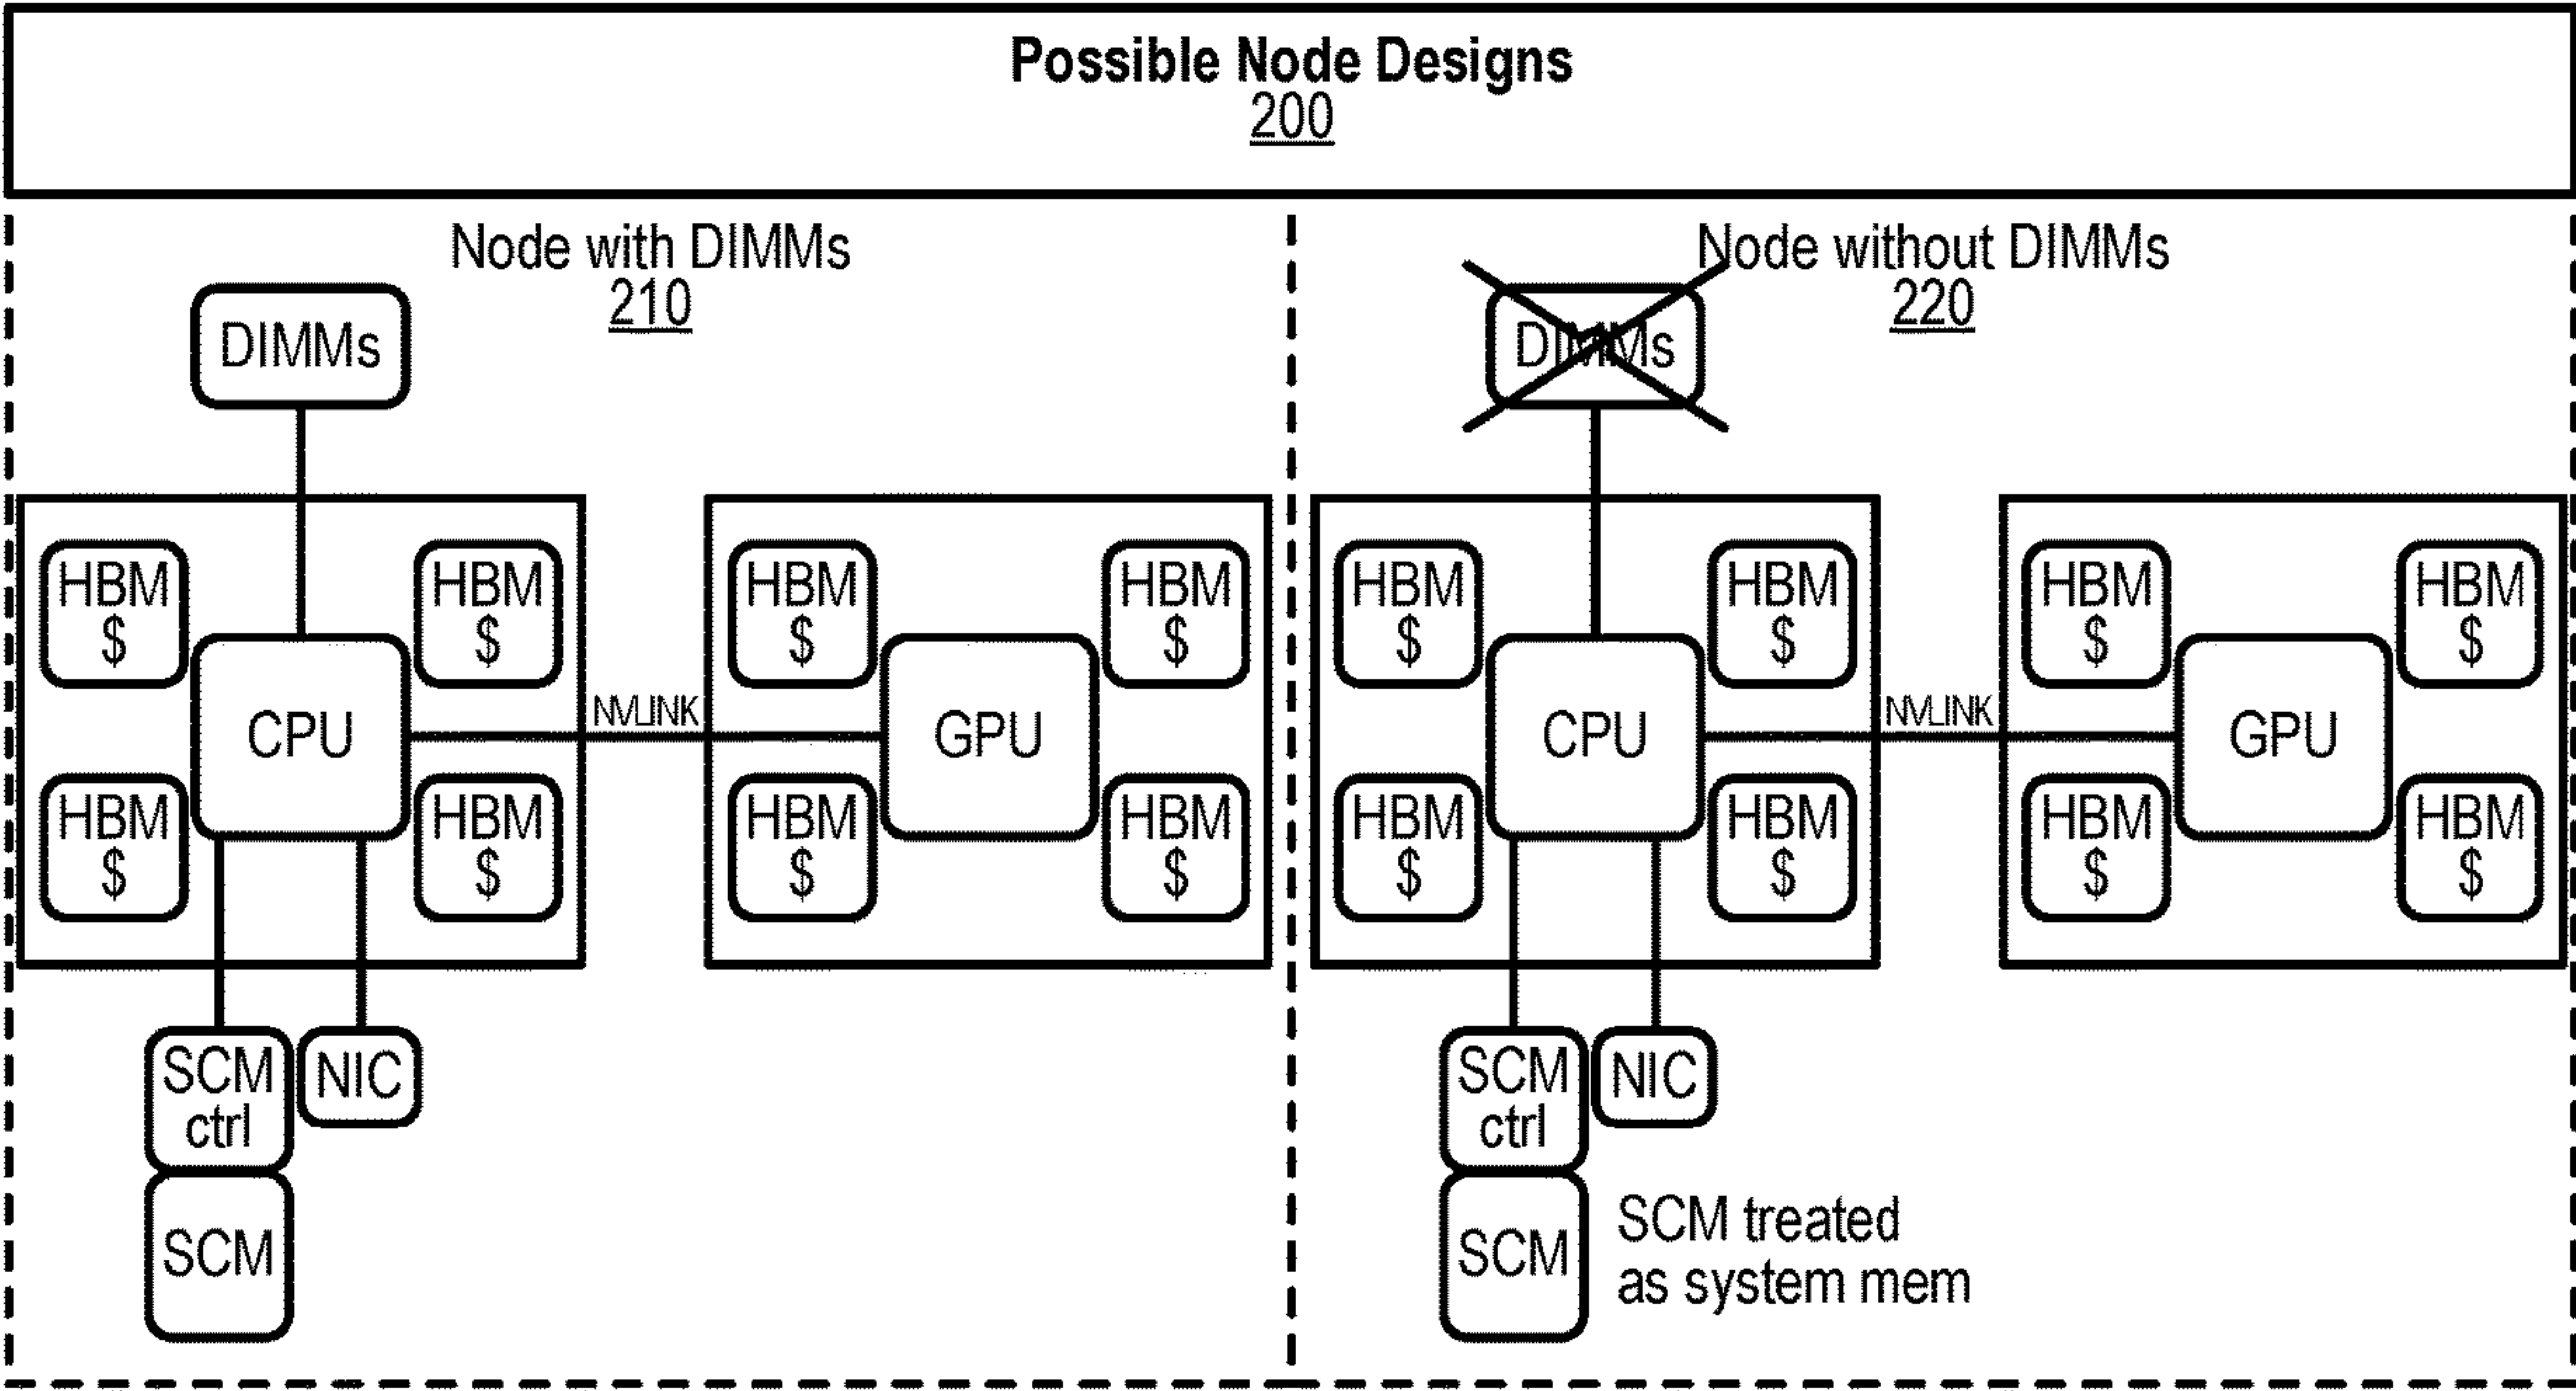 Possible Node Designs
200
Node with DIMMs
210
DIMMs
HBM
$
HBM
$
HBM
$
HBM
$
CPU
NVLINK
GPU
HBM
$
HBM
$
HBM
$
HBM
$
SCM
ctrl
NIC
SCM
Node without DIMMs
220
DIMMs
HBM
$
HBM
$
HBM
$
HBM
$
CPU
NVLINK
GPU
HBM
$
HBM
$
HBM
$
HBM
$
SCM
ctrl
NIC
SCM
SCM treated
as system mem